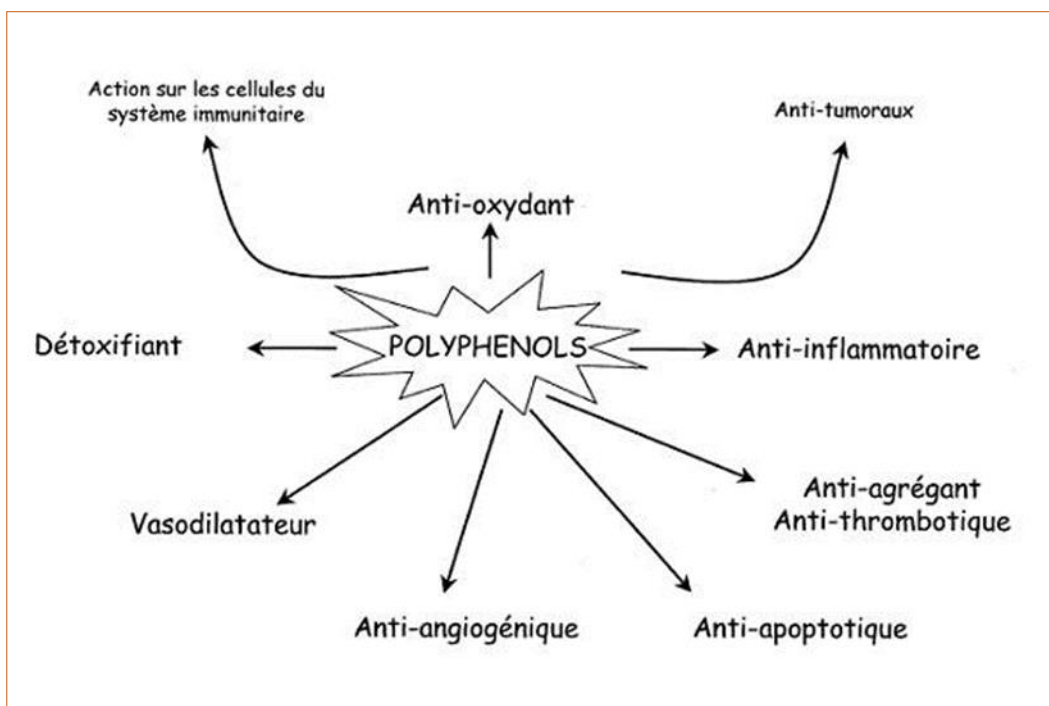 Action sur les cellules du
système immunitaire
Anti-tumoraux
Anti-oxydant
Détoxifiant
POLYPHENOLS
Anti-inflammatoire
Vasodilatateur
Anti-agrégant
Anti-thrombotique
Anti-angiogénique
Anti-apoptotique